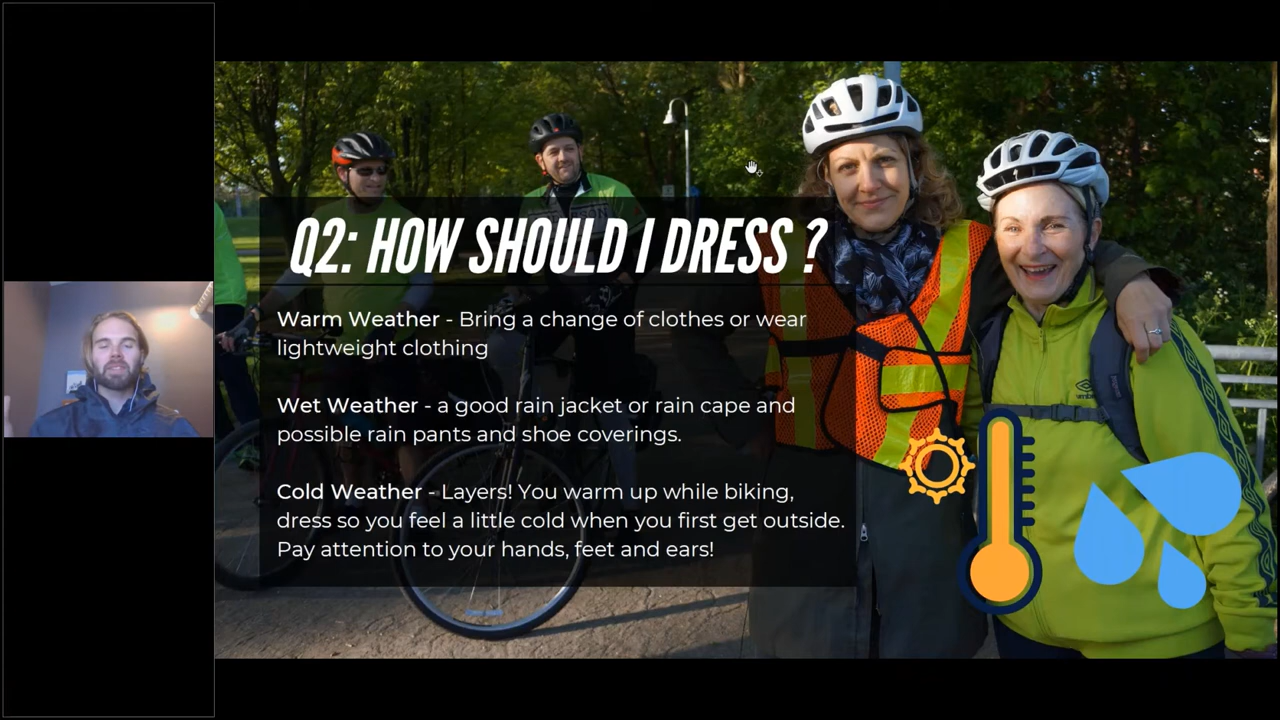 Q2: HOW SHOULD I DRESS ?
Warm Weather - Bring a change of clothes or wear
lightweight clothing
Wet Weather - a good rain jacket or rain cape and
possible rain pants and shoe coverings.
Cold Weather - Layers! You warm up while biking,
dress so you feel a little cold when you first get outside.
Pay attention to your hands, feet and ears!